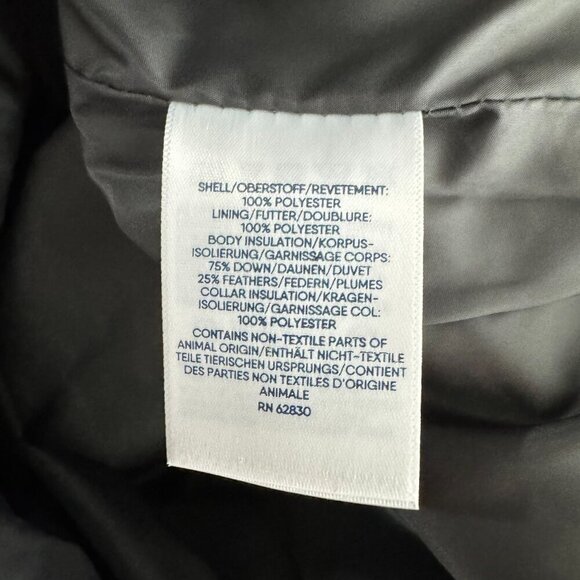 SHELL/OBERSTOFF/REVETEMENT:
100% POLYESTER
LINING/FUTTER/DOUBLURE:
100% POLYESTER
BODY INSULATION/KORPUS-
ISOLIERUNG/GARNISSAGE CORPS:
75% DOWN/DAUNEN/DUVET
25% FEATHERS/FEDERN/PLUMES
COLLAR INSULATION/KRAGEN-
ISOLIERUNG/GARNISSAGE COL:
100% POLYESTER
CONTAINS NON-TEXTILE PARTS OF
ANIMAL ORIGIN/ENTHÄLT NICHT-TEXTILE
TEILE TIERISCHEN URSPRUNGS/CONTIENT
DES PARTIES NON TEXTILES D'ORIGINE
ANIMALE
RN 62830